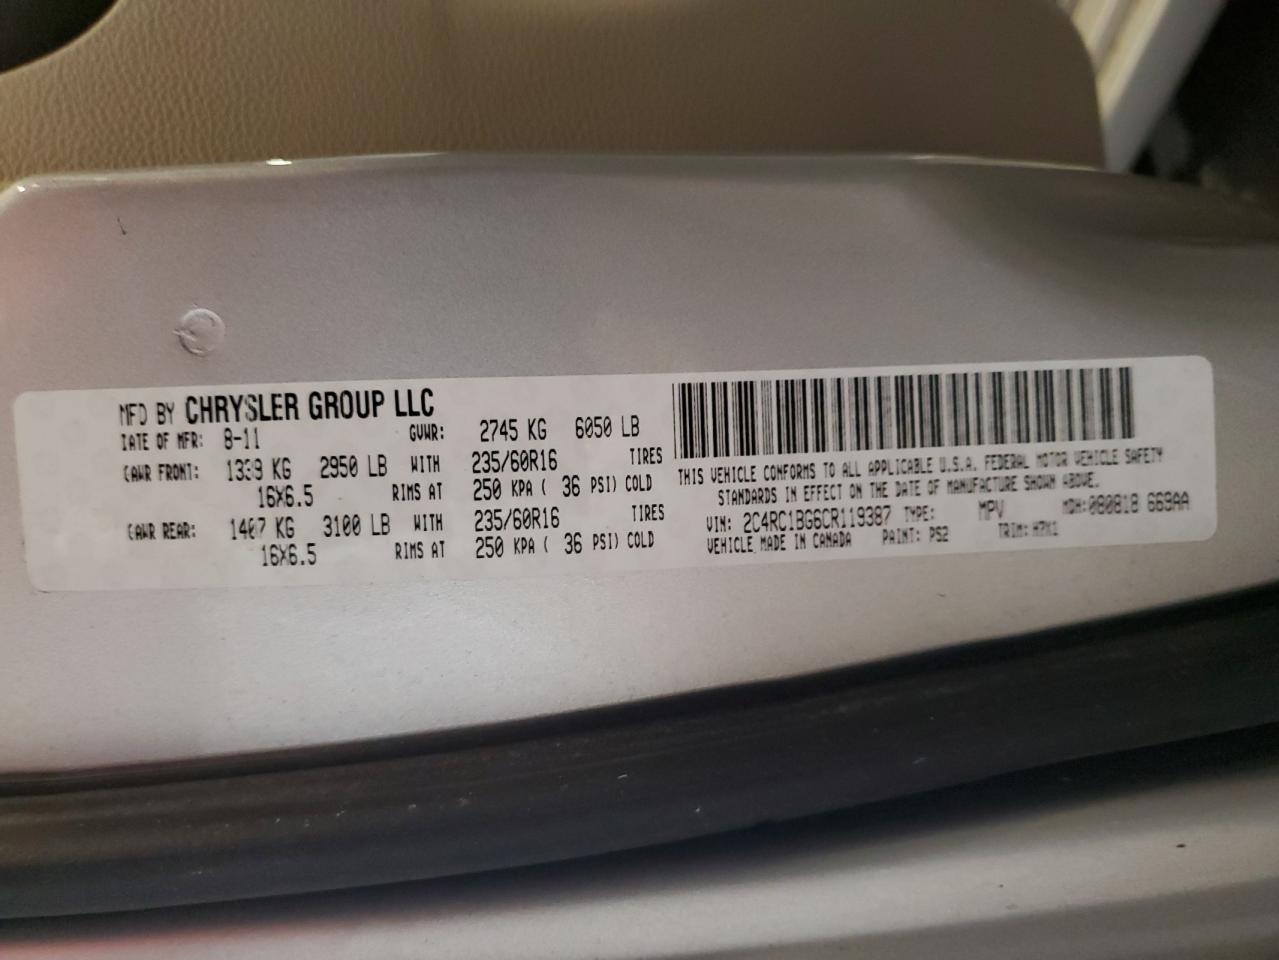 MFD BY CHRYSLER GROUP LLC
DATE OF MFR: 8-11 GVWR: 2745 KG 6050 LB
GAWR FRONT: 1339 KG 2950 LB WITH 235/60R16 TIRES
16X6.5 RIMS AT 250 KPA ( 36 PSI) COLD
GAWR REAR: 1407 KG 3100 LB WITH 235/60R16 TIRES
16X6.5 RIMS AT 250 KPA ( 36 PSI) COLD
THIS VEHICLE CONFORMS TO ALL APPLICABLE U.S.A. FEDERAL MOTOR VEHICLE SAFETY
STANDARDS IN EFFECT ON THE DATE OF MANUFACTURE SHOWN ABOVE.
VIN: 2C4RC1BG6CR119387 TYPE: MPV MDH: 080818 669AA
VEHICLE MADE IN CANADA PAINT: PS2 TRIM: